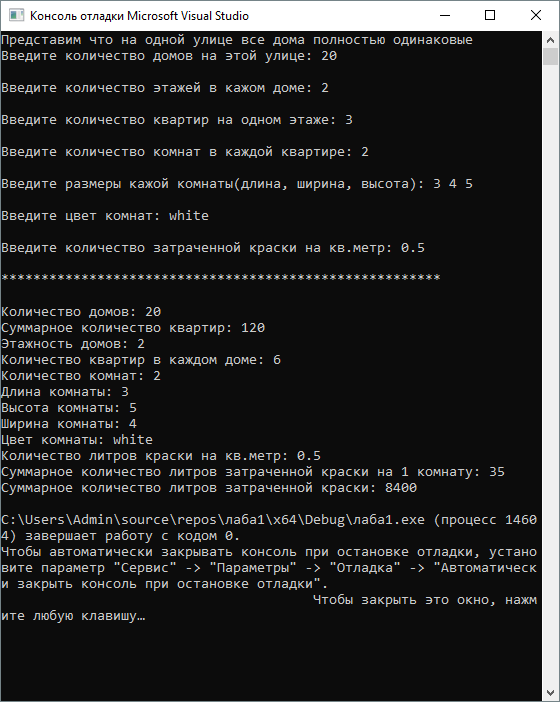 Консоль отладки Microsoft Visual Studio
Представим что на одной улице все дома полностью одинаковые
Введите количество домов на этой улице: 20
Введите количество этажей в кажом доме: 2
Введите количество квартир на одном этаже: 3
Введите количество комнат в каждой квартире: 2
Введите размеры кажой комнаты(длина, ширина, высота): 3 4 5
Введите цвет комнат: white
Введите количество затраченной краски на кв.метр: 0.5
*******************************************************
Количество домов: 20
Суммарное количество квартир: 120
Этажность домов: 2
Количество квартир в каждом доме: 6
Количество комнат: 2
Длина комнаты: 3
Высота комнаты: 5
Ширина комнаты: 4
Цвет комнаты: white
Количество литров краски на кв.метр: 0.5
Суммарное количество литров затраченной краски на 1 комнату: 35
Суммарное количество литров затраченной краски: 8400
C:\Users\Admin\source\repos\лаба1\x64\Debug\лаба1.exe (процесс 1460
4) завершает работу с кодом 0.
Чтобы автоматически закрывать консоль при остановке отладки, устано
вите параметр "Сервис" -> "Параметры" -> "Отладка" -> "Автоматическ
и закрыть консоль при остановке отладки".
Чтобы закрыть это окно, нажм
ите любую клавишу…